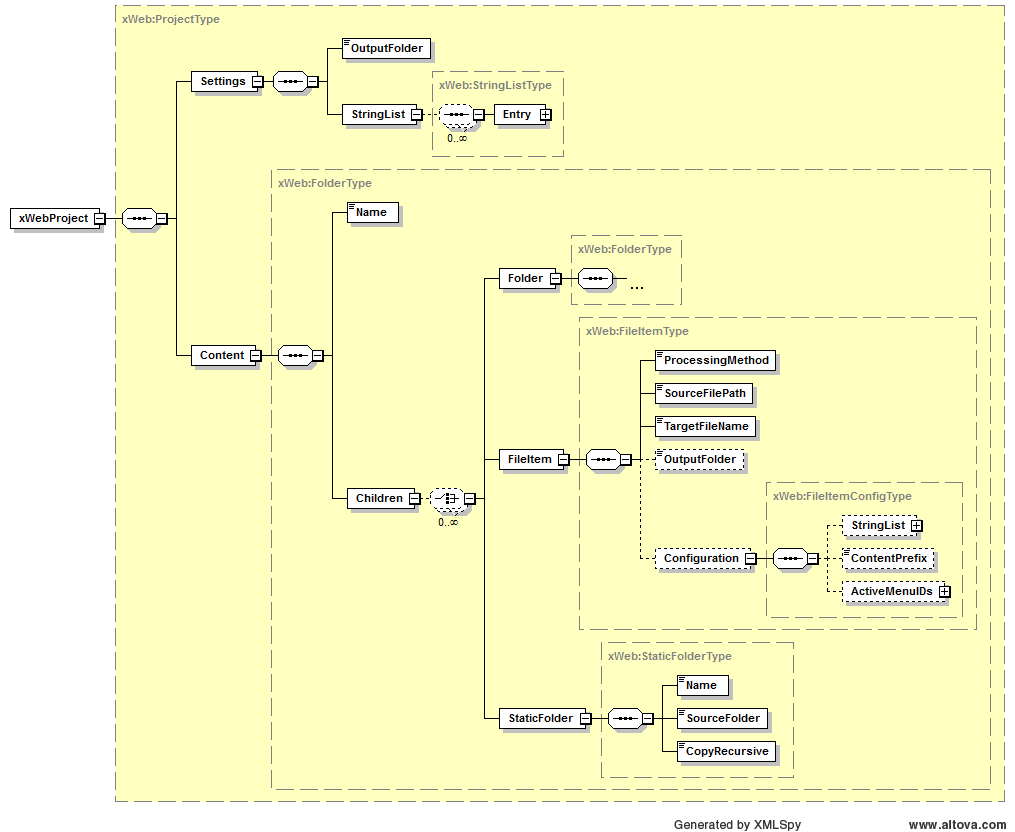 xWeb:ProjectType
OutputFolder
Settings
xWeb:StringListType
StringList
Entry
0..∞
xWeb:FolderType
Name
xWebProject
xWeb:FolderType
Folder
...
xWeb:FileItemType
Content
ProcessingMethod
SourceFilePath
TargetFileName
FileItem
OutputFolder
xWeb:FileItemConfigType
Children
0..∞
StringList
Configuration
ContentPrefix
ActiveMenuIDs
xWeb:StaticFolderType
Name
StaticFolder
SourceFolder
CopyRecursive
Generated by XMLSpy
www.altova.com